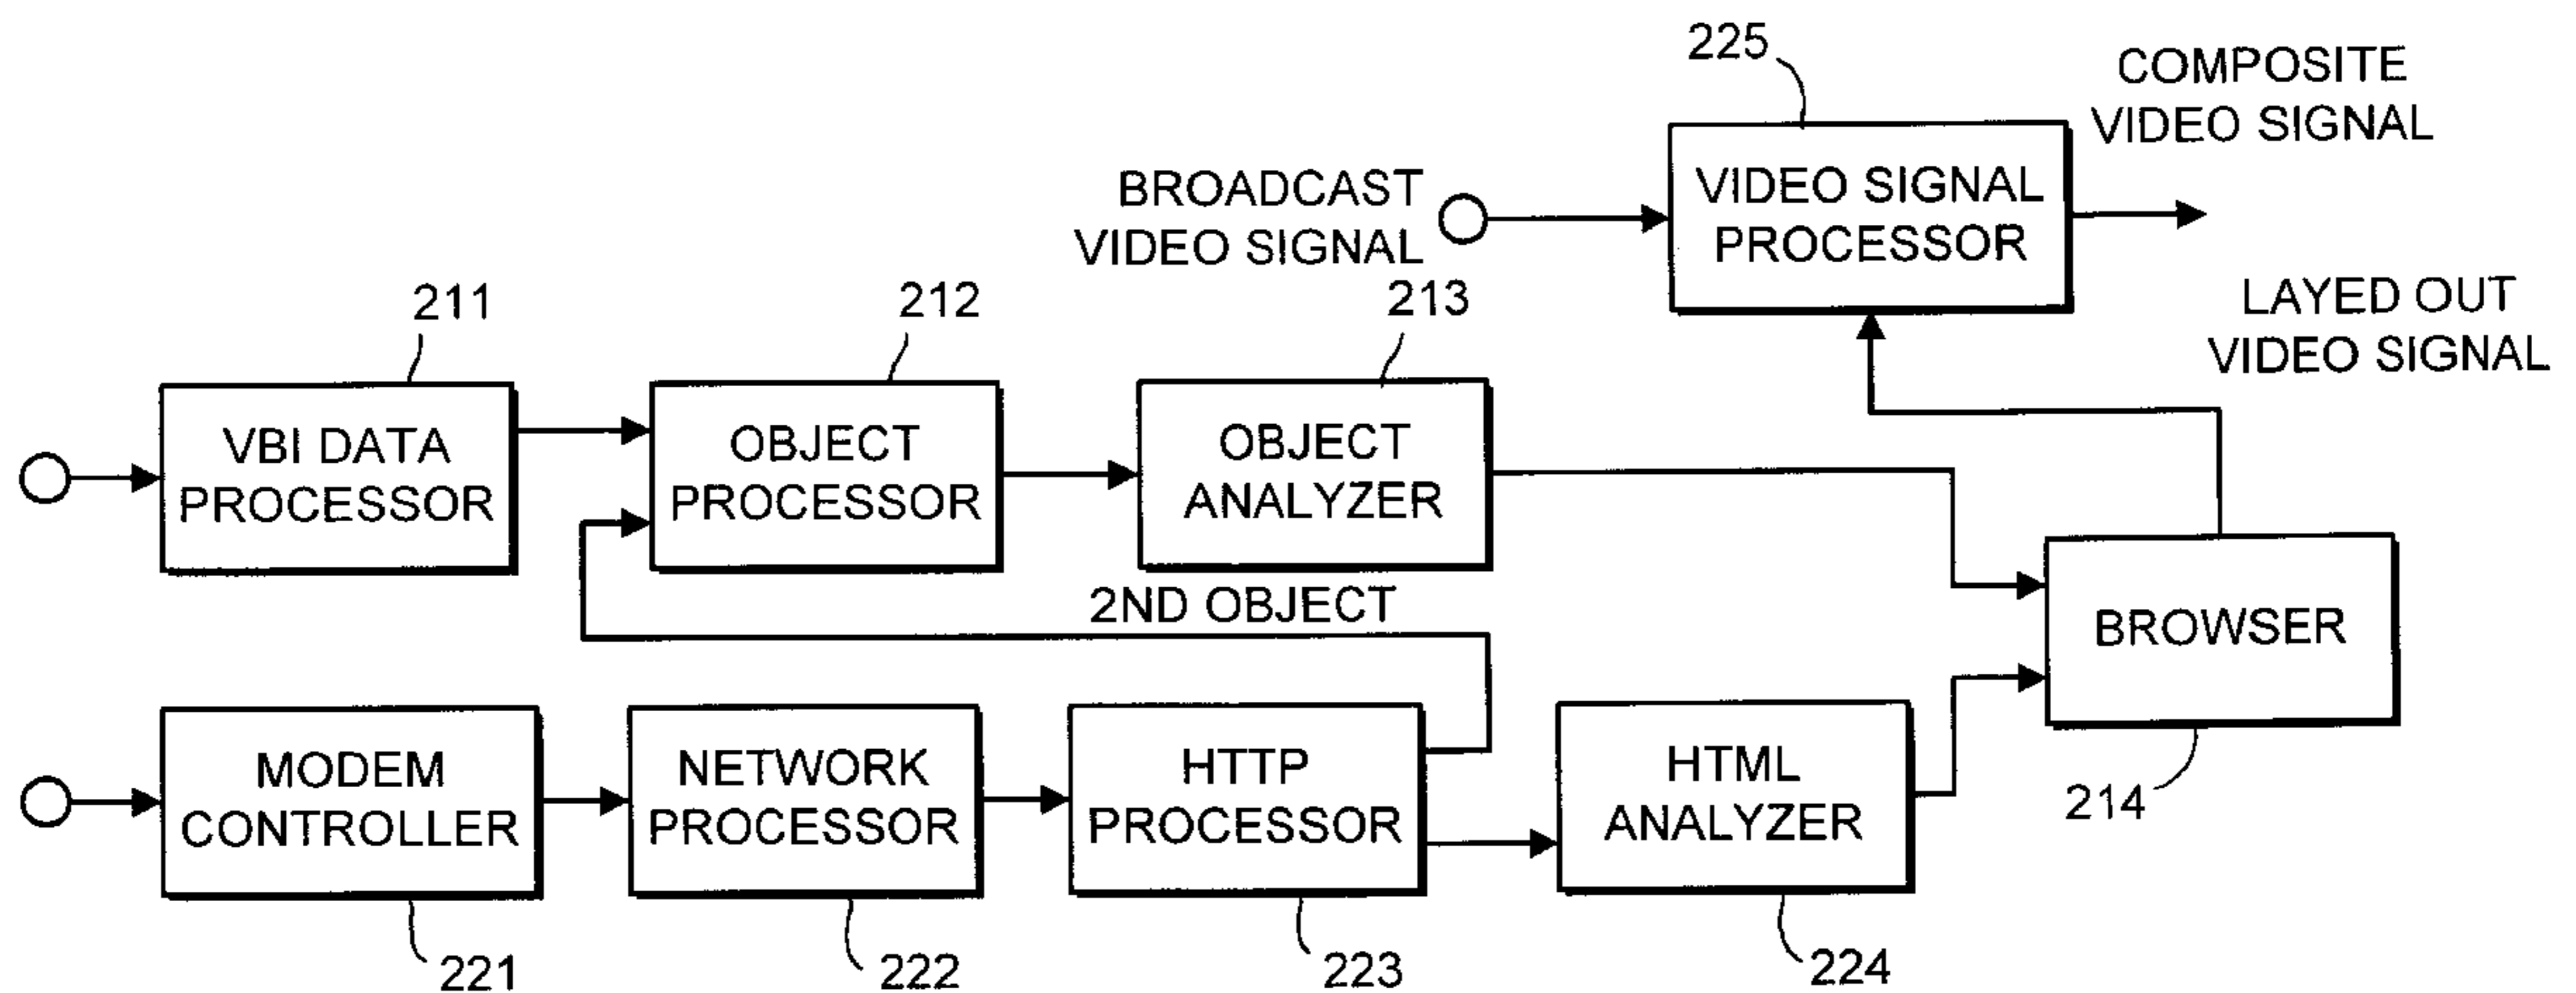 225
COMPOSITE
VIDEO SIGNAL
BROADCAST
VIDEO SIGNAL
VIDEO SIGNAL
PROCESSOR
LAYED OUT
VIDEO SIGNAL
211
212
213
VBI DATA
PROCESSOR
OBJECT
PROCESSOR
OBJECT
ANALYZER
2ND OBJECT
BROWSER
214
MODEM
CONTROLLER
NETWORK
PROCESSOR
HTTP
PROCESSOR
HTML
ANALYZER
221
222
223
224